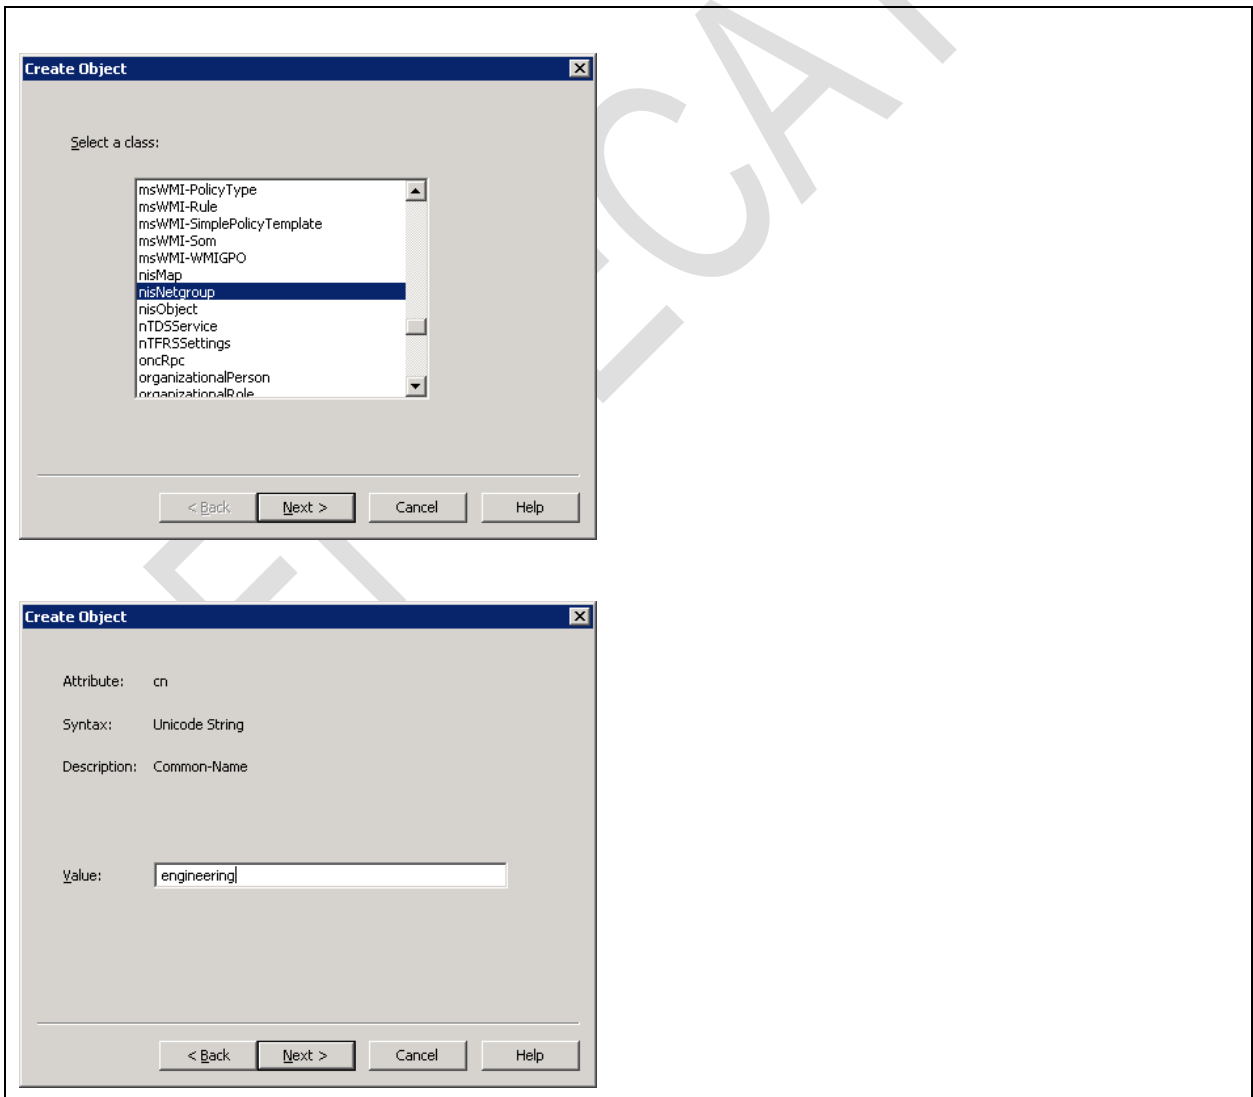 Create Object
Select a class:
msWMI-PolicyType
msWMI-Rule
msWMI-SimplePolicyTemplate
msWMI-Som
msWMI-WMIGPO
nisMap
nisNetgroup
nisObject
nTDSService
nTFRSSettings
oncRpc
organizationalPerson
organizationalRole
< Back Next > Cancel Help
Create Object
Attribute: cn
Syntax: Unicode String
Description: Common-Name
Value: engineering
< Back Next > Cancel Help